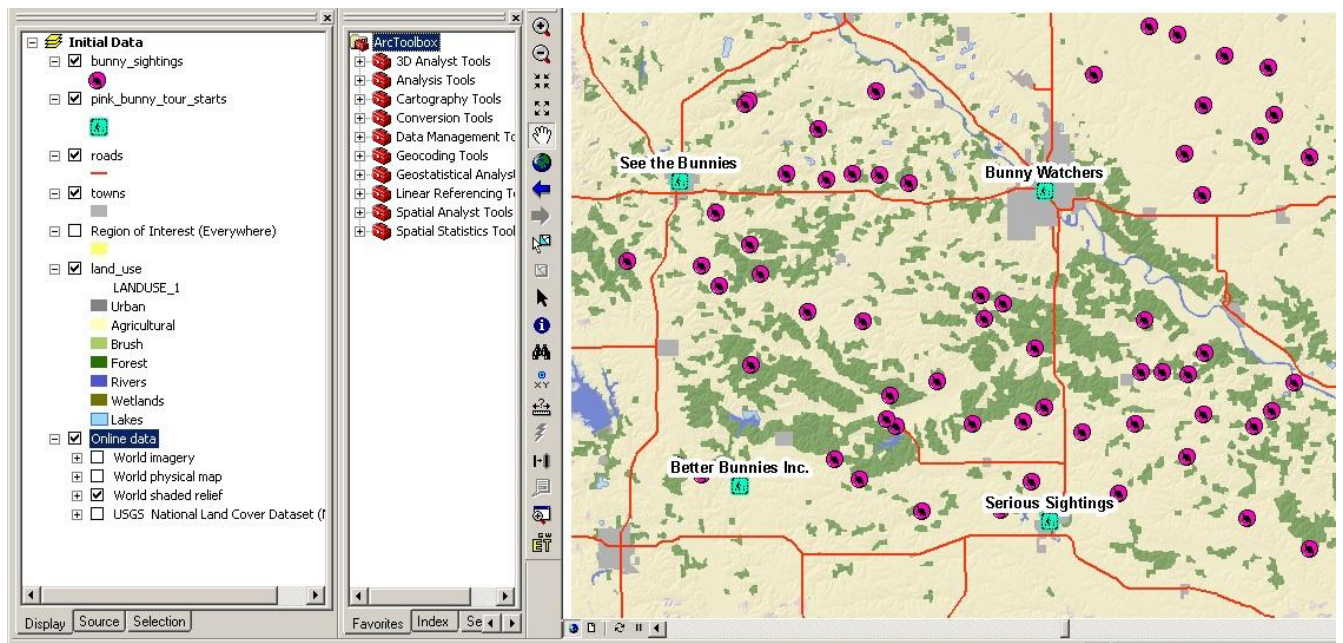 Initial Data
bunny_sightings
pink_bunny_tour_starts
roads
towns
Region of Interest (Everywhere)
land_use
LANDUSE_1
Urban
Agricultural
Brush
Forest
Rivers
Wetlands
Lakes
Online data
World imagery
World physical map
World shaded relief
USGS National Land Cover Dataset (
Display Source Selection
ArcToolbox
3D Analyst Tools
Analysis Tools
Cartography Tools
Conversion Tools
Data Management To
Geocoding Tools
Geostatistical Analyst
Linear Referencing To
Spatial Analyst Tools
Spatial Statistics Tool
Favorites Index Se
XY
GW
ET
See the Bunnies
Bunny Watchers
Better Bunnies Inc.
Serious Sightings